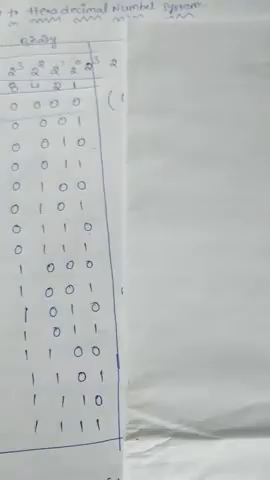 to Hexadecimal Number System
2³ 2² 2¹ 2⁰ 2³ 2
8 4 2 1
0 0 0 0 (
0 0 0 1
0 0 1 0
0 0 1 1
0 1 0 0
0 1 0 1
0 1 1 0
0 1 1 1
1 0 0 0
1 0 0 1
1 0 1 0
1 0 1 1
1 1 0 0
1 1 0 1
1 1 1 0
1 1 1 1